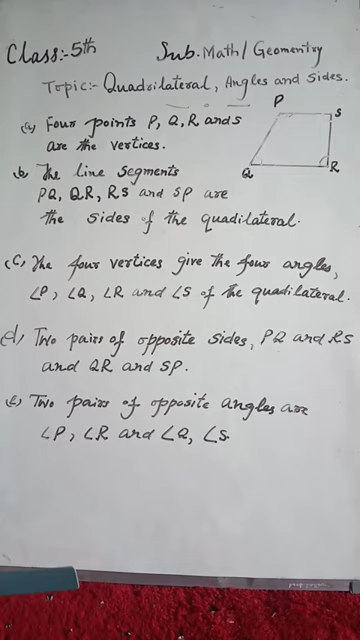 Class:- 5th Sub. Math/Geomentry
Topic:- Quadrilateral, Angles and Sides.
P
S
(a) Four points P, Q, R and S
are the vertices.
Q
R
b. The line segments
PQ, QR, RS and SP are
the sides of the quadilateral.
(C) The four vertices give the four angles,
∠P, ∠Q, ∠R and ∠S of the quadilateral.
d) Two pairs of opposite sides, PQ and RS
and QR and SP.
(e) Two pairs of opposite angles are
∠P, ∠R and ∠Q, ∠S.